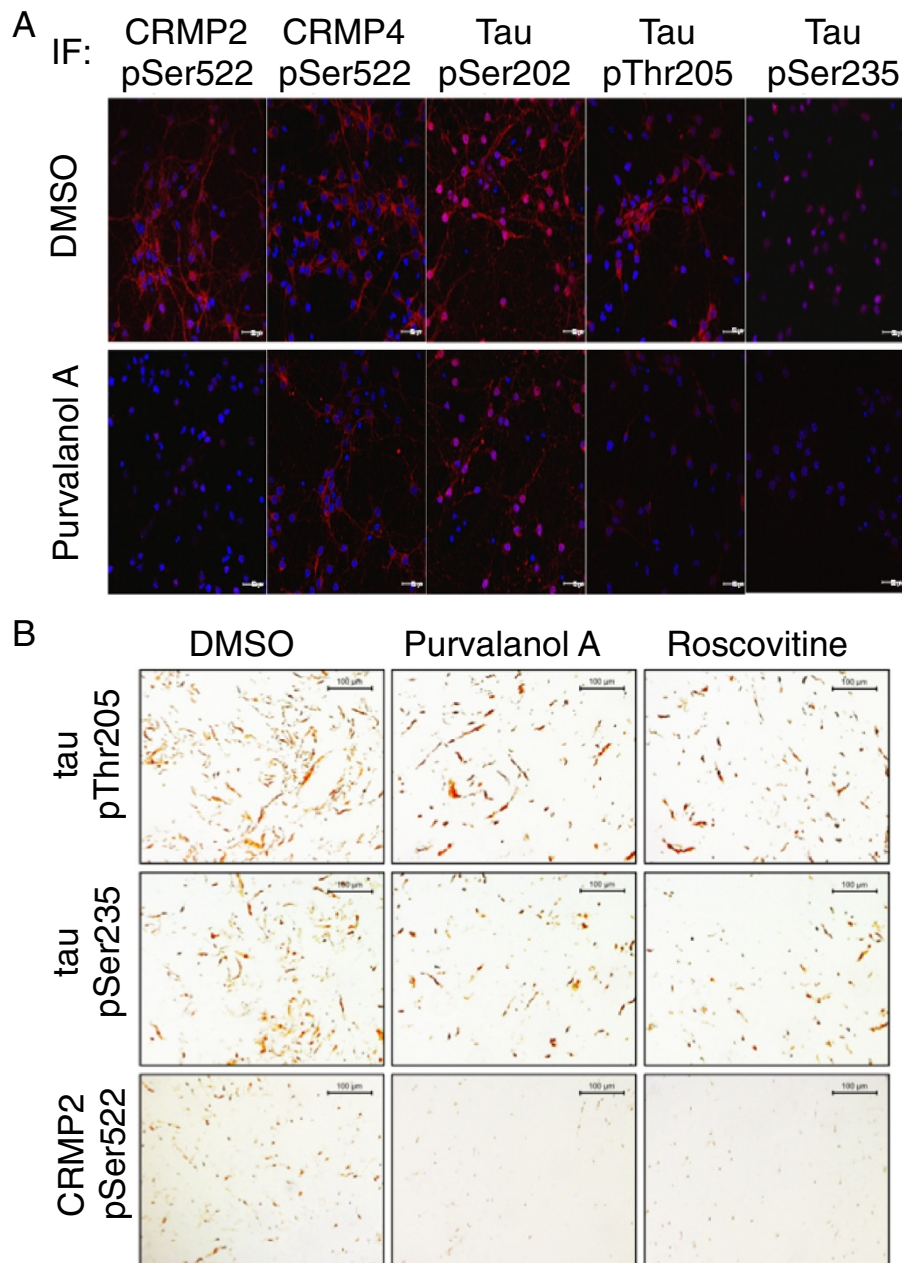 A
IF:
CRMP2 pSer522
CRMP4 pSer522
Tau pSer202
Tau pThr205
Tau pSer235
DMSO
Purvalanol A
B
DMSO Purvalanol A Roscovitine
tau pThr205
100 µm 100 µm 100 µm
tau pSer235
100 µm 100 µm 100 µm
CRMP2 pSer522
100 µm 100 µm 100 µm